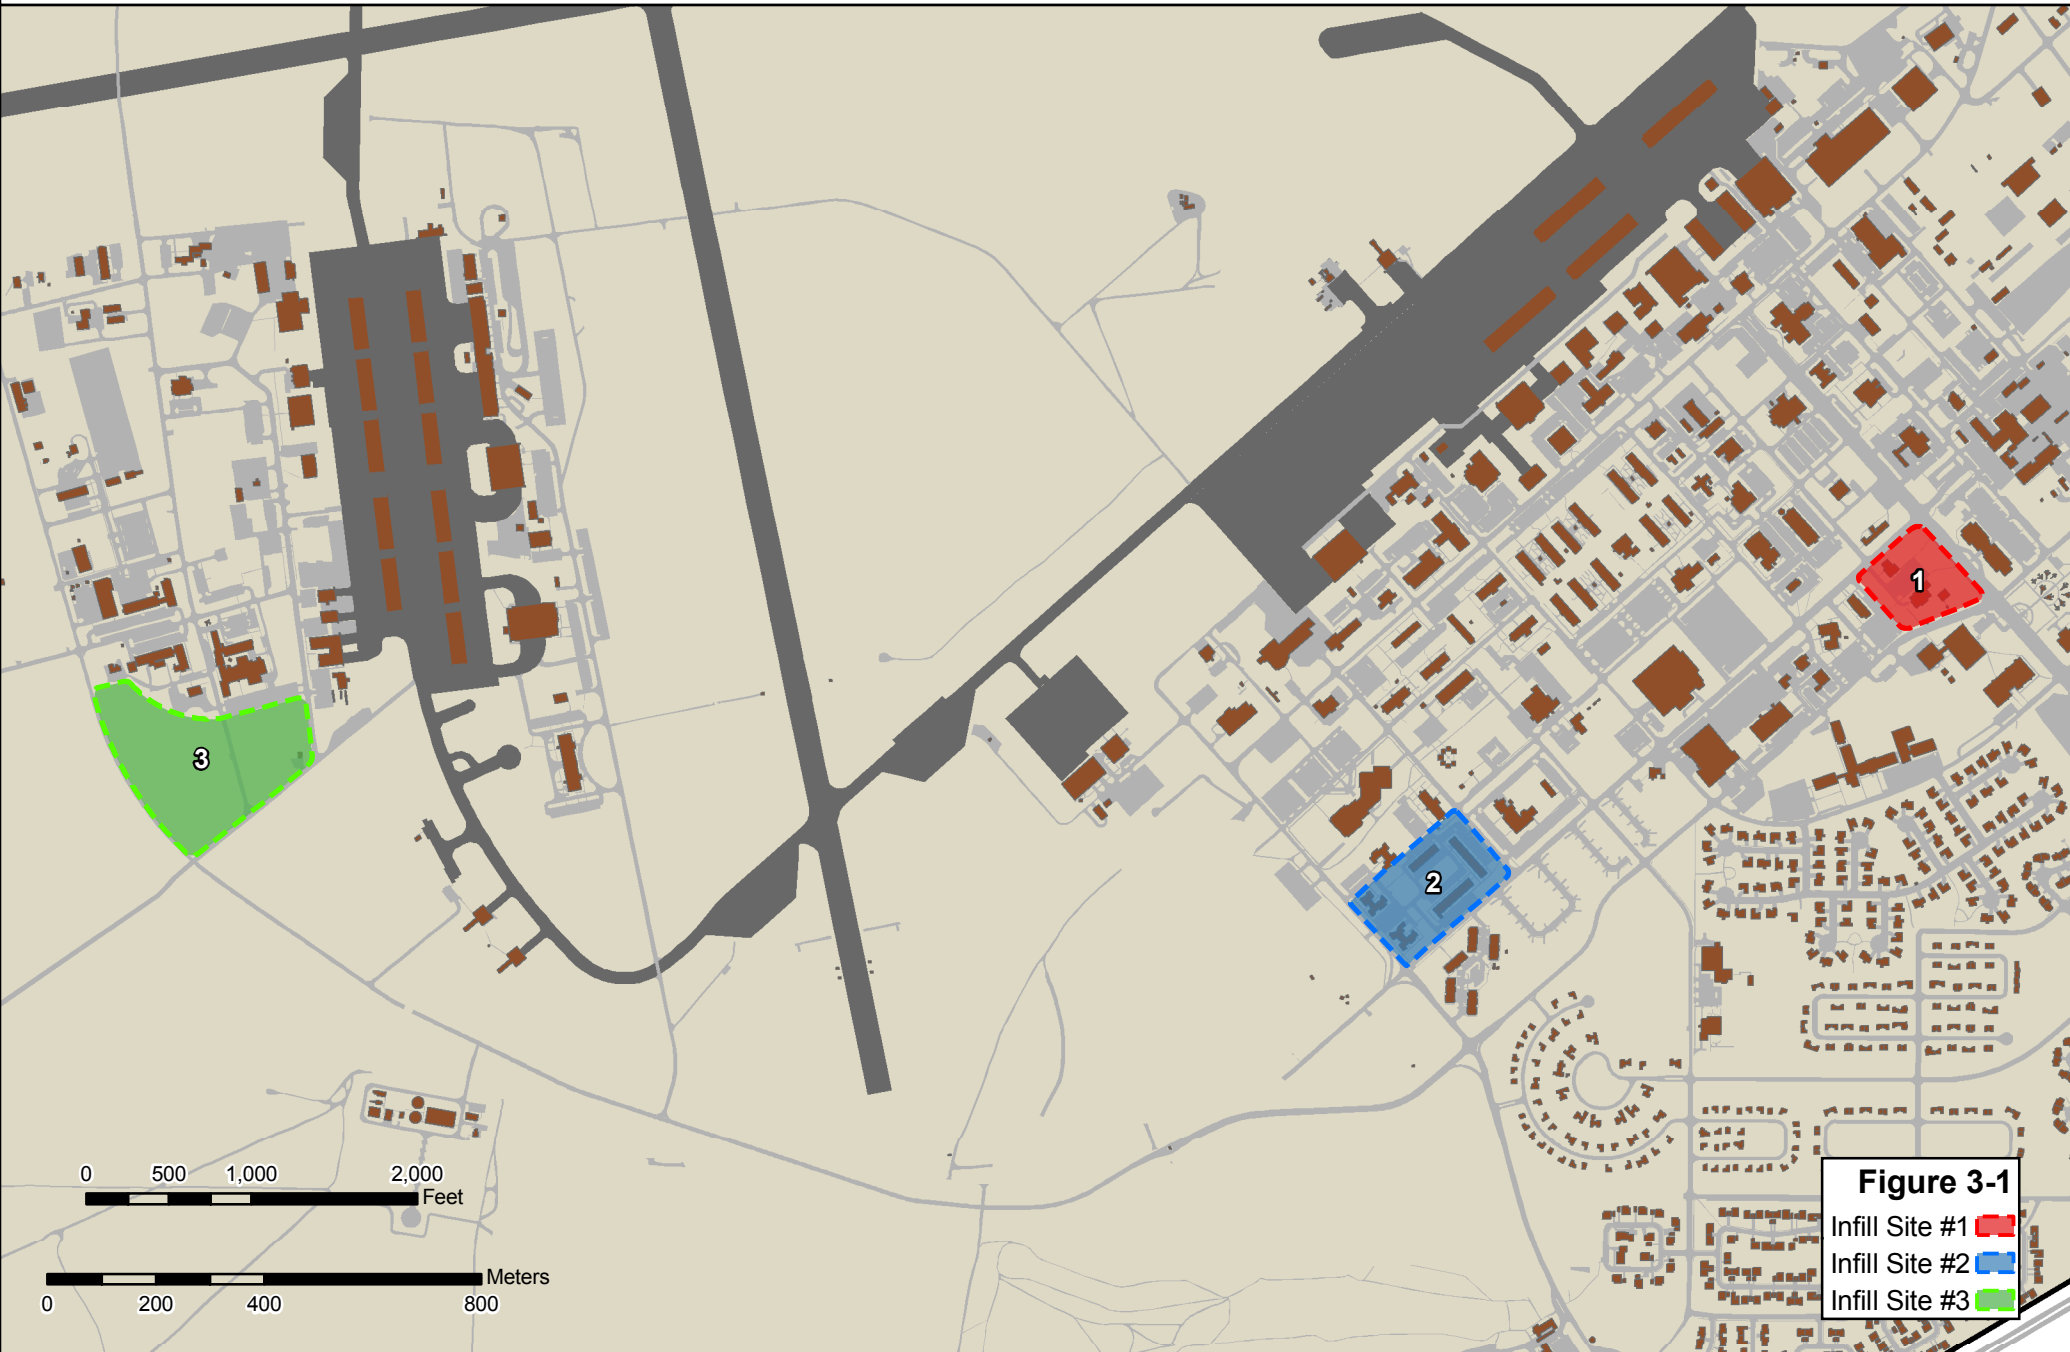 1
3
2
0 500 1,000 2,000
Feet
Meters
0 200 400 800
Figure 3-1
Infill Site #1
Infill Site #2
Infill Site #3